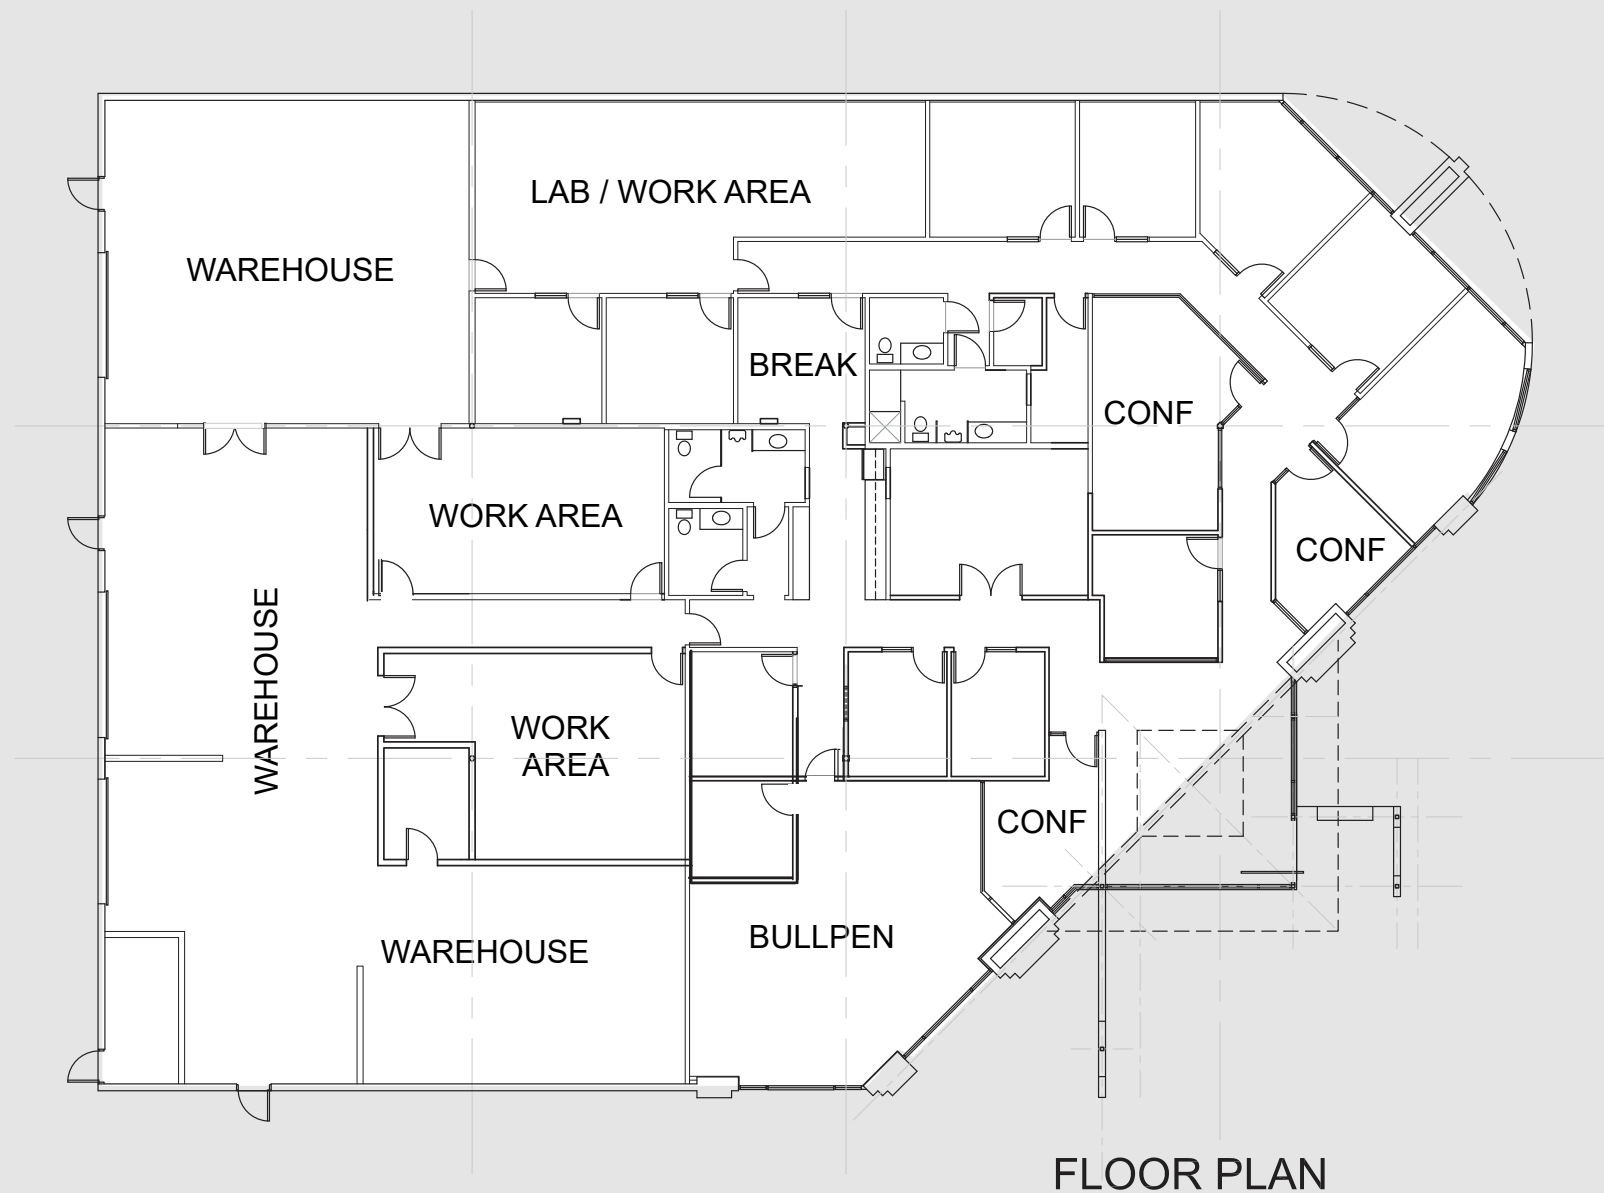 LAB / WORK AREA
WAREHOUSE
BREAK
CONF
WORK AREA
CONF
WAREHOUSE
WORK
AREA
CONF
BULLPEN
WAREHOUSE
FLOOR PLAN